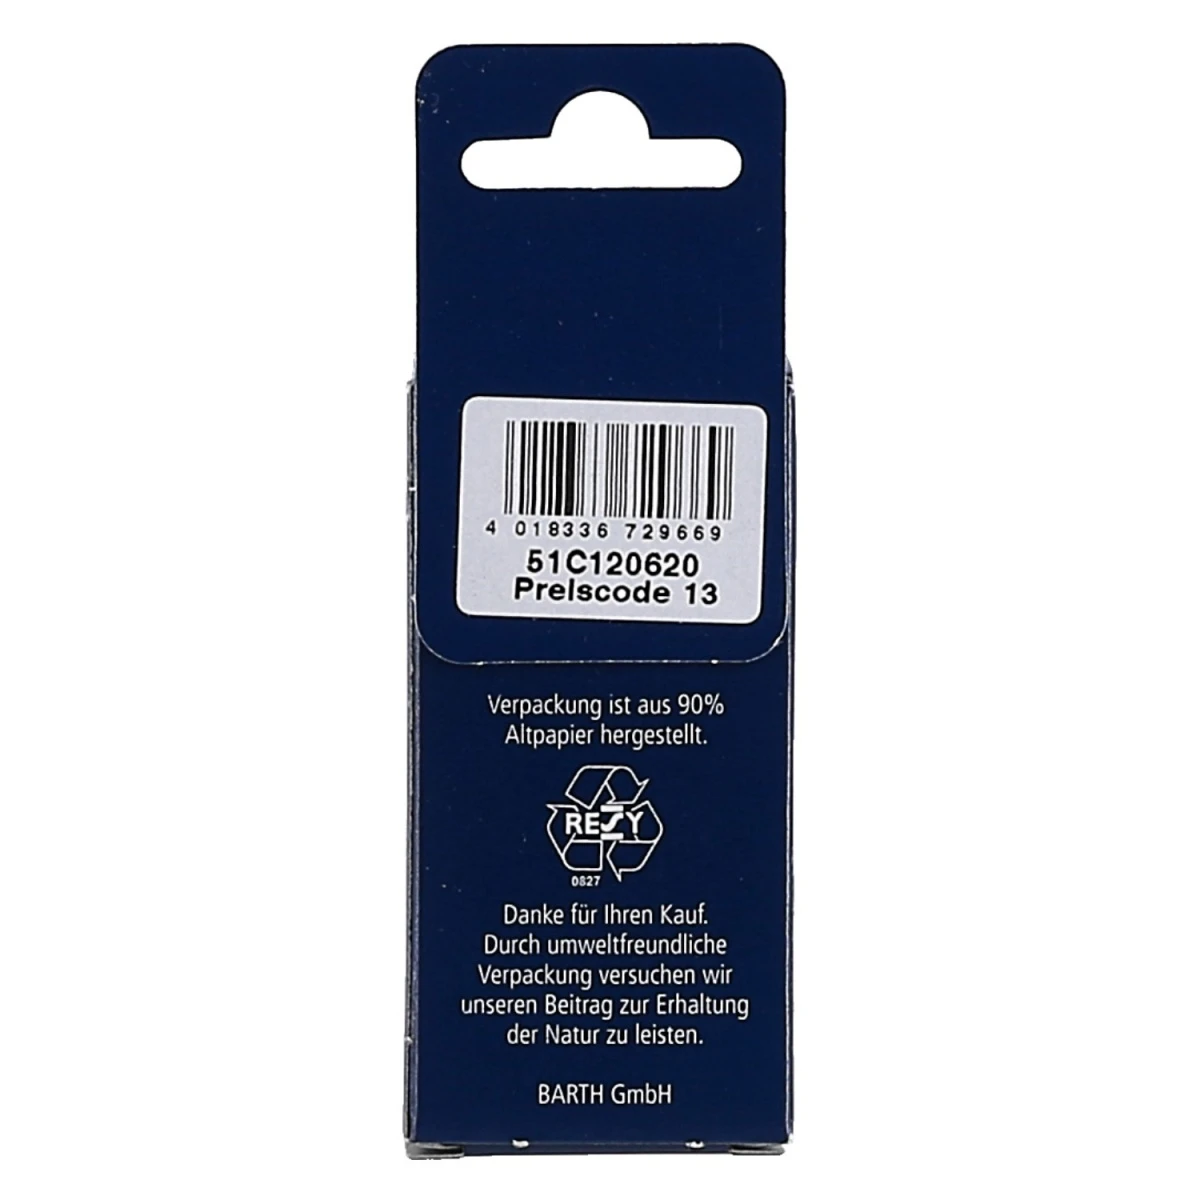 4 018336 729669
51C120620
Preiscode 13
Verpackung ist aus 90%
Altpapier hergestellt.
RESY
0827
Danke für Ihren Kauf.
Durch umweltfreundliche
Verpackung versuchen wir
unseren Beitrag zur Erhaltung
der Natur zu leisten.
BARTH GmbH